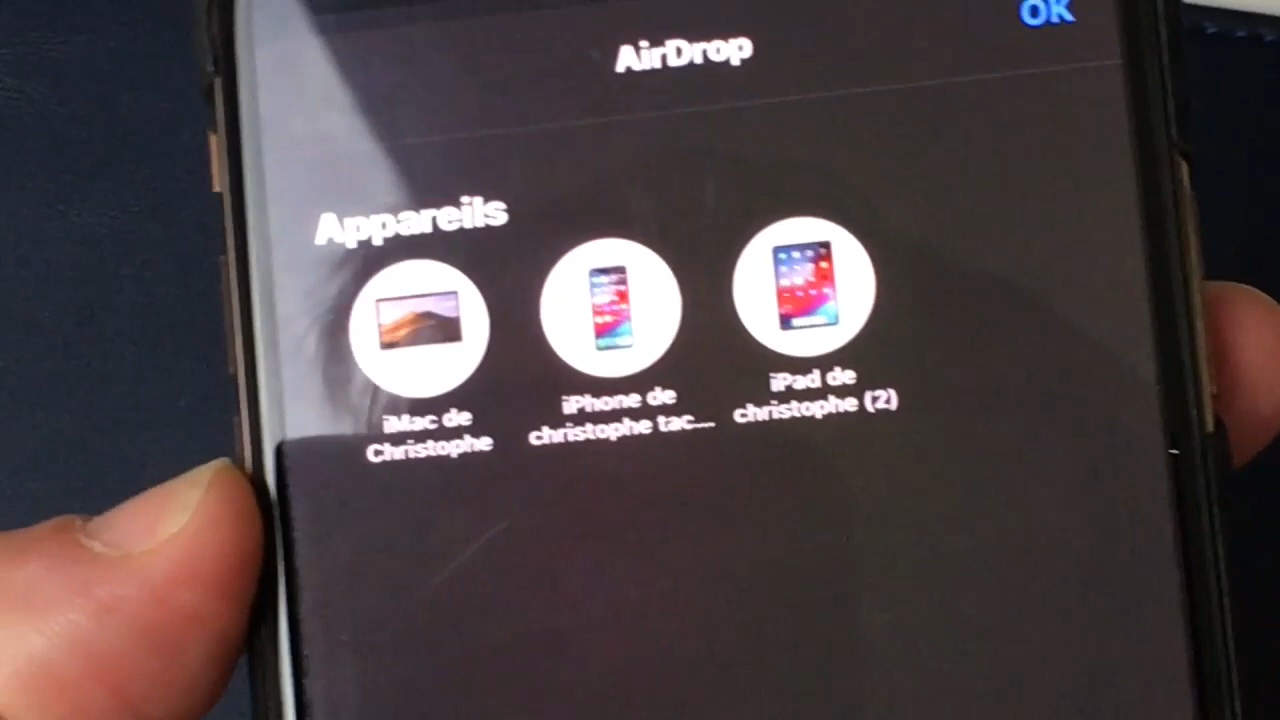 OK
AirDrop
Appareils
iMac de
Christophe
iPhone de
christophe tac...
iPad de
christophe (2)